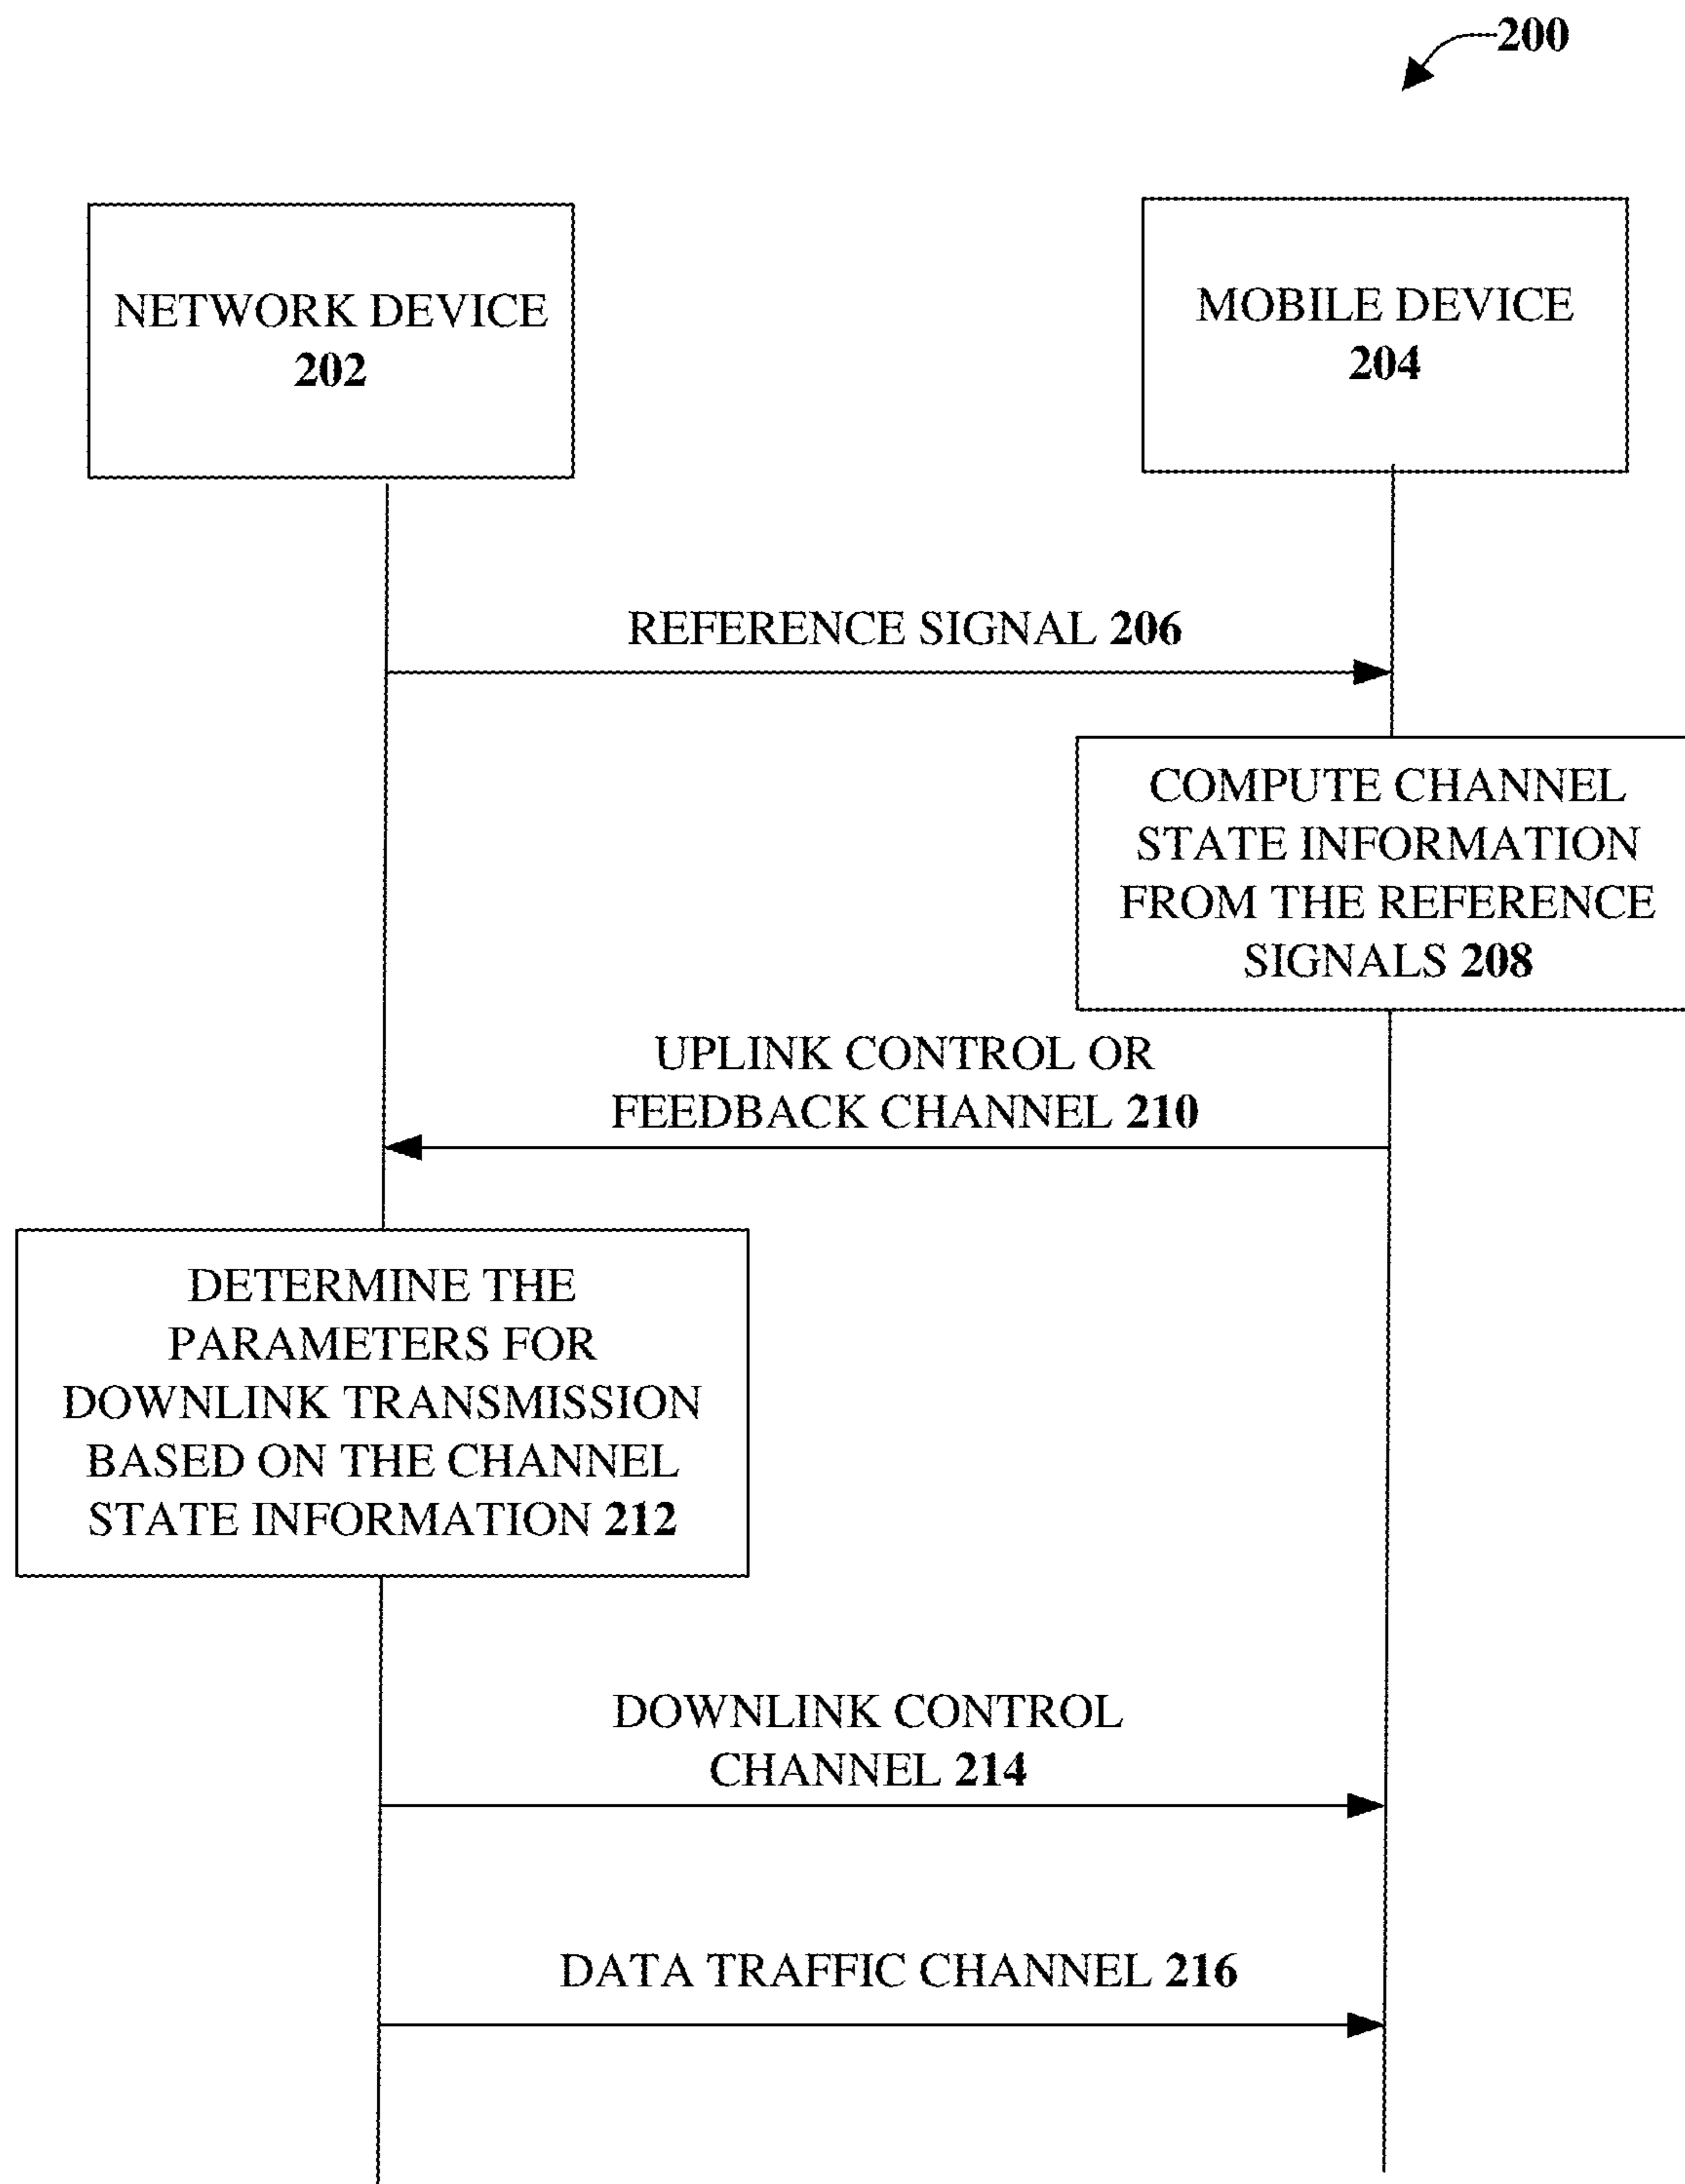 200
NETWORK DEVICE
202
MOBILE DEVICE
204
REFERENCE SIGNAL 206
COMPUTE CHANNEL
STATE INFORMATION
FROM THE REFERENCE
SIGNALS 208
UPLINK CONTROL OR
FEEDBACK CHANNEL 210
DETERMINE THE
PARAMETERS FOR
DOWNLINK TRANSMISSION
BASED ON THE CHANNEL
STATE INFORMATION 212
DOWNLINK CONTROL
CHANNEL 214
DATA TRAFFIC CHANNEL 216